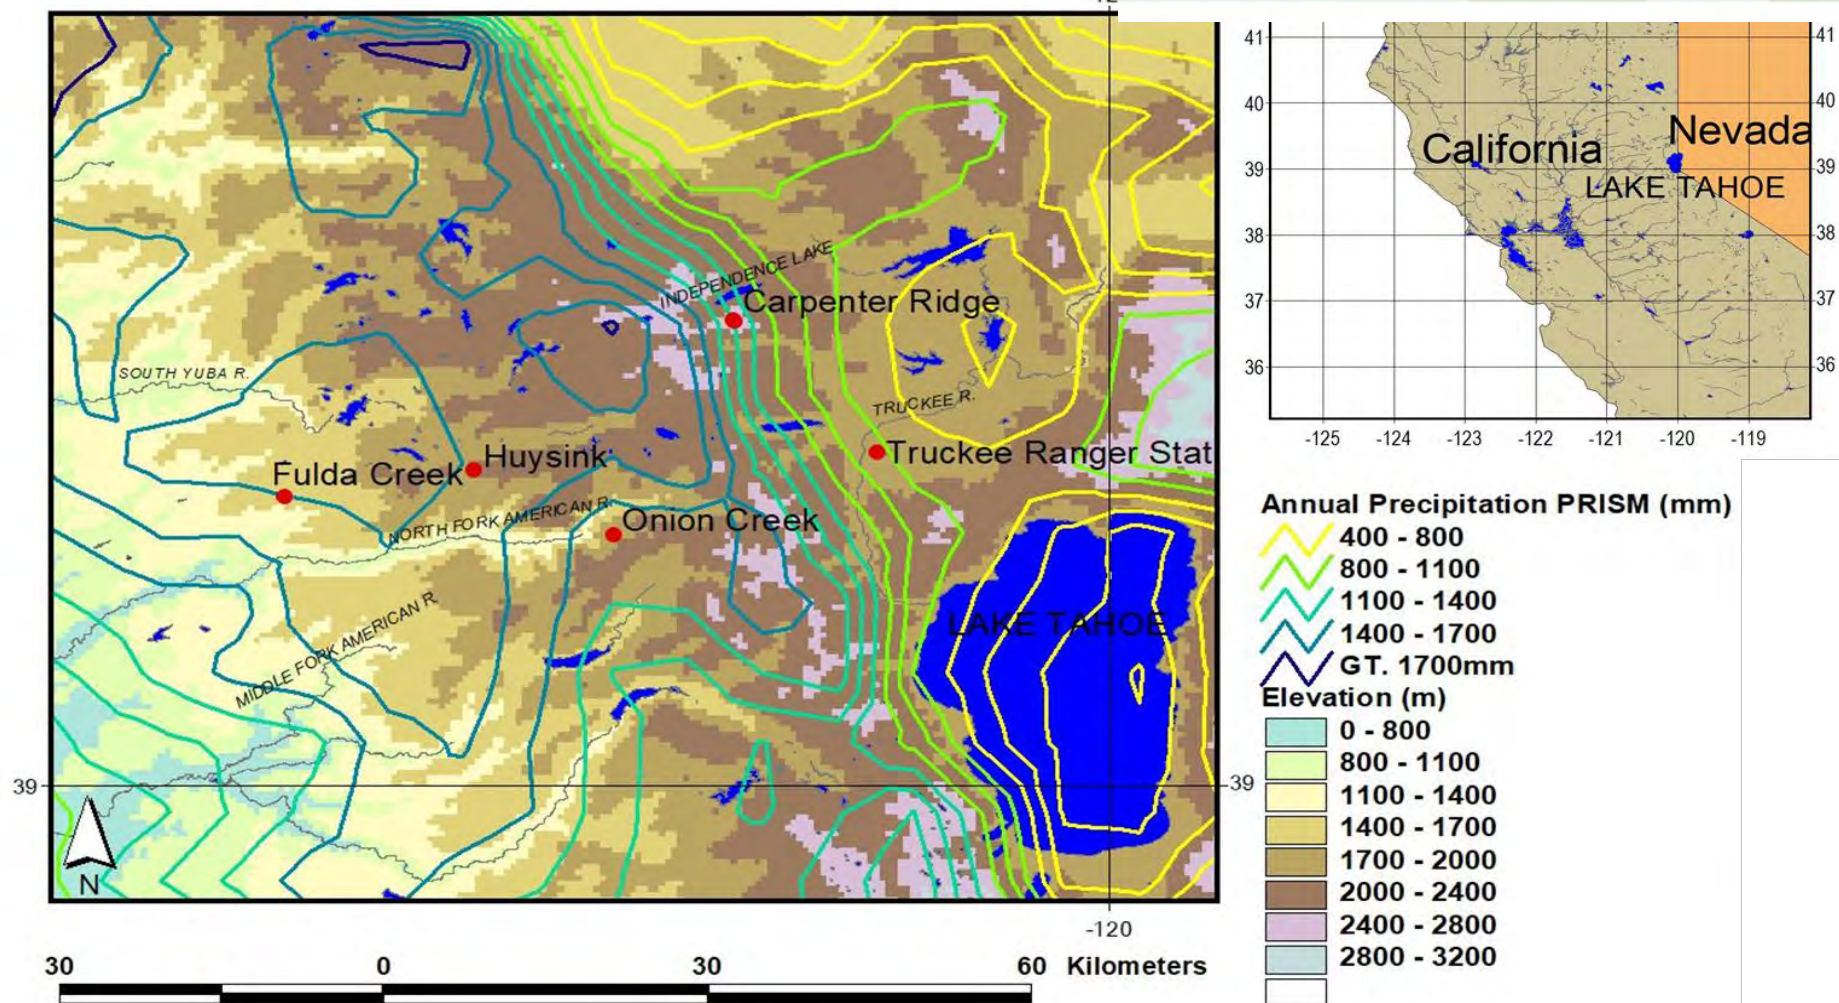 INDEPENDENCE LAKE
Carpenter Ridge
SOUTH YUBA R.
TRUCKEE R.
Truckee Ranger Stat
Huysink
Fulda Creek
NORTH FORK AMERICAN R.
Onion Creek
MIDDLE FORK AMERICAN R.
LAKE TAHOE
39
39
N
-120
30 0 30 60 Kilometers
41 41
40 40
39 39
38 38
37 37
36 36
California
Nevada
LAKE TAHOE
-125 -124 -123 -122 -121 -120 -119
Annual Precipitation PRISM (mm)
400 - 800
800 - 1100
1100 - 1400
1400 - 1700
GT. 1700mm
Elevation (m)
0 - 800
800 - 1100
1100 - 1400
1400 - 1700
1700 - 2000
2000 - 2400
2400 - 2800
2800 - 3200